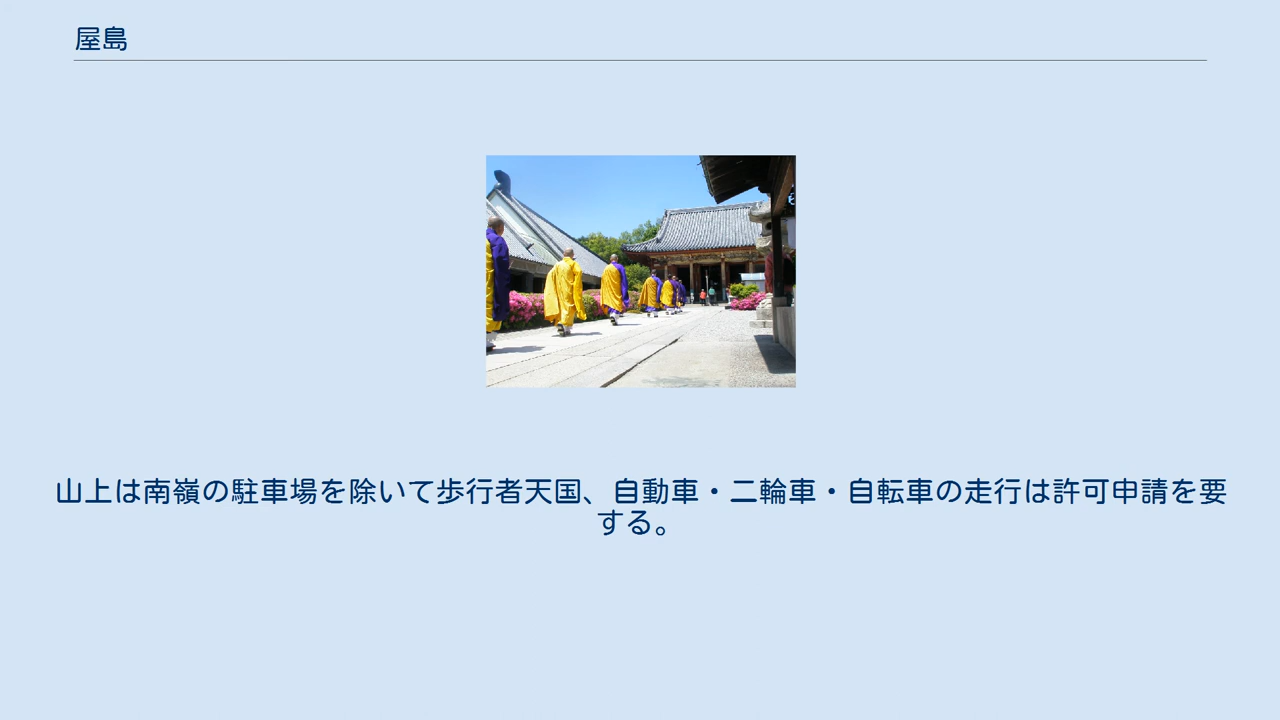 屋島
山上は南嶺の駐車場を除いて歩行者天国、自動車・二輪車・自転車の走行は許可申請を要
する。